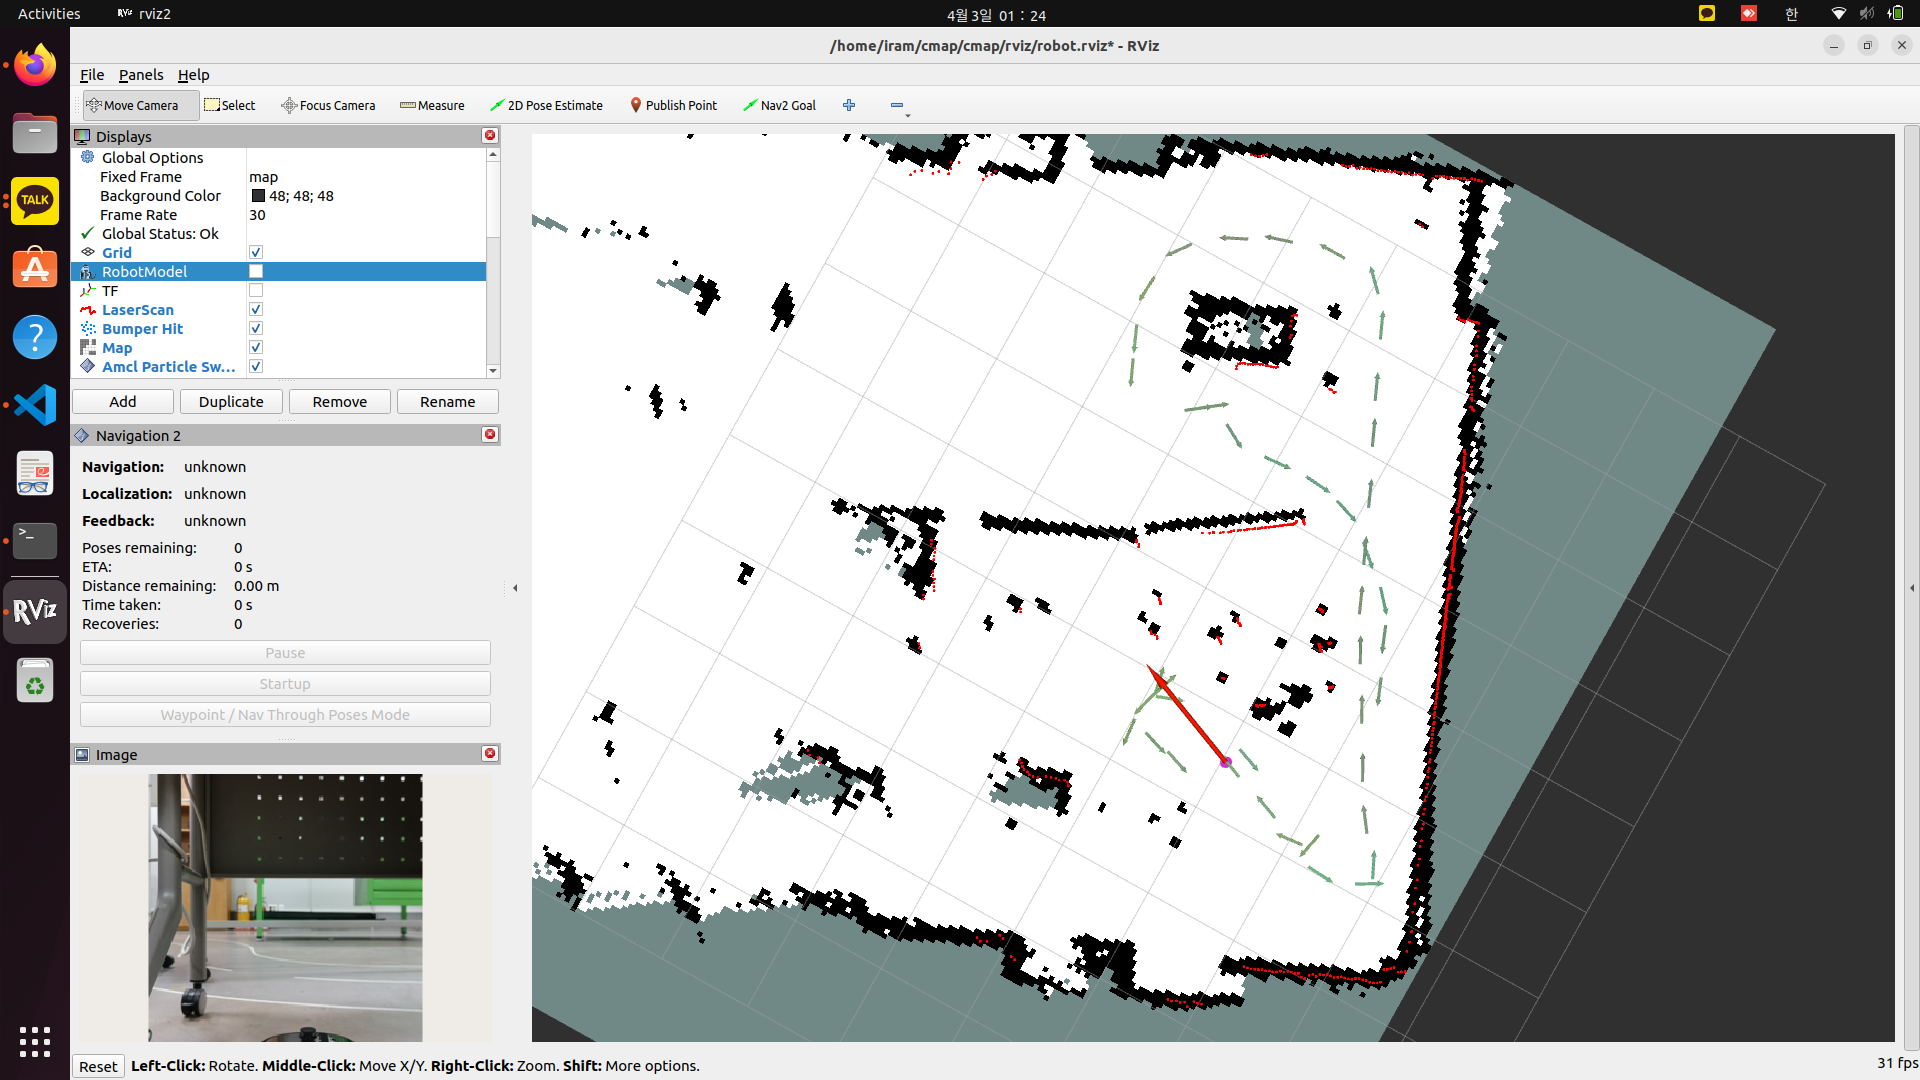 Activities
rviz2
4월 3일 01 : 24
한
/home/iram/cmap/cmap/rviz/robot.rviz* - RViz
File Panels Help
Move Camera Select Focus Camera Measure 2D Pose Estimate Publish Point Nav2 Goal
Displays
Global Options
Fixed Frame map
Background Color 48; 48; 48
Frame Rate 30
Global Status: Ok
Grid
RobotModel
TF
LaserScan
Bumper Hit
Map
Amcl Particle Sw...
Add Duplicate Remove Rename
Navigation 2
Navigation: unknown
Localization: unknown
Feedback: unknown
Poses remaining: 0
ETA: 0 s
Distance remaining: 0.00 m
Time taken: 0 s
Recoveries: 0
Pause
Startup
Waypoint / Nav Through Poses Mode
Image
TALK
RViz
Reset Left-Click: Rotate. Middle-Click: Move X/Y. Right-Click: Zoom. Shift: More options.
31 fps